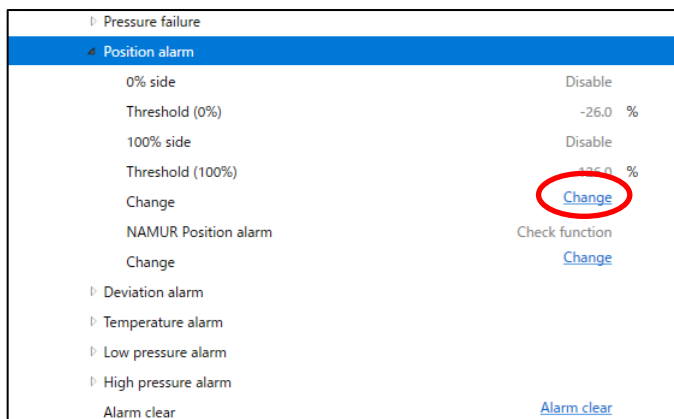 Pressure failure
Position alarm
0% side Disable
Threshold (0%) -26.0 %
100% side Disable
Threshold (100%) 126.0 %
Change Change
NAMUR Position alarm Check function
Change Change
Deviation alarm
Temperature alarm
Low pressure alarm
High pressure alarm
Alarm clear Alarm clear